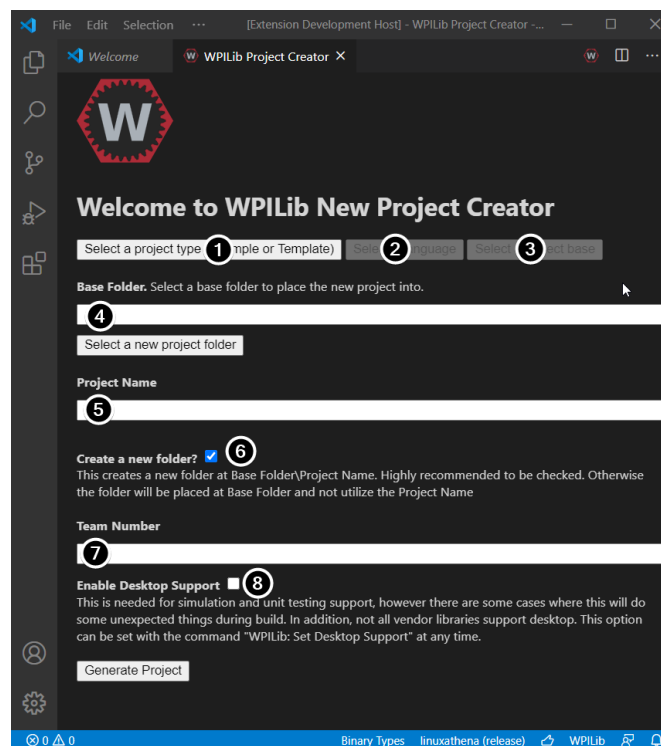 File Edit Selection ··· [Extension Development Host] - WPILib Project Creator -...
Welcome WPILib Project Creator
W
Welcome to WPILib New Project Creator
Select a project type mple or Template) 1 2 3
Base Folder. Select a base folder to place the new project into.
4
Select a new project folder
Project Name
5
Create a new folder? 6
This creates a new folder at Base Folder\Project Name. Highly recommended to be checked. Otherwise
the folder will be placed at Base Folder and not utilize the Project Name
Team Number
7
Enable Desktop Support 8
This is needed for simulation and unit testing support, however there are some cases where this will do
some unexpected things during build. In addition, not all vendor libraries support desktop. This option
can be set with the command "WPILib: Set Desktop Support" at any time.
Generate Project
0 0 Binary Types linuxathena (release) WPILib